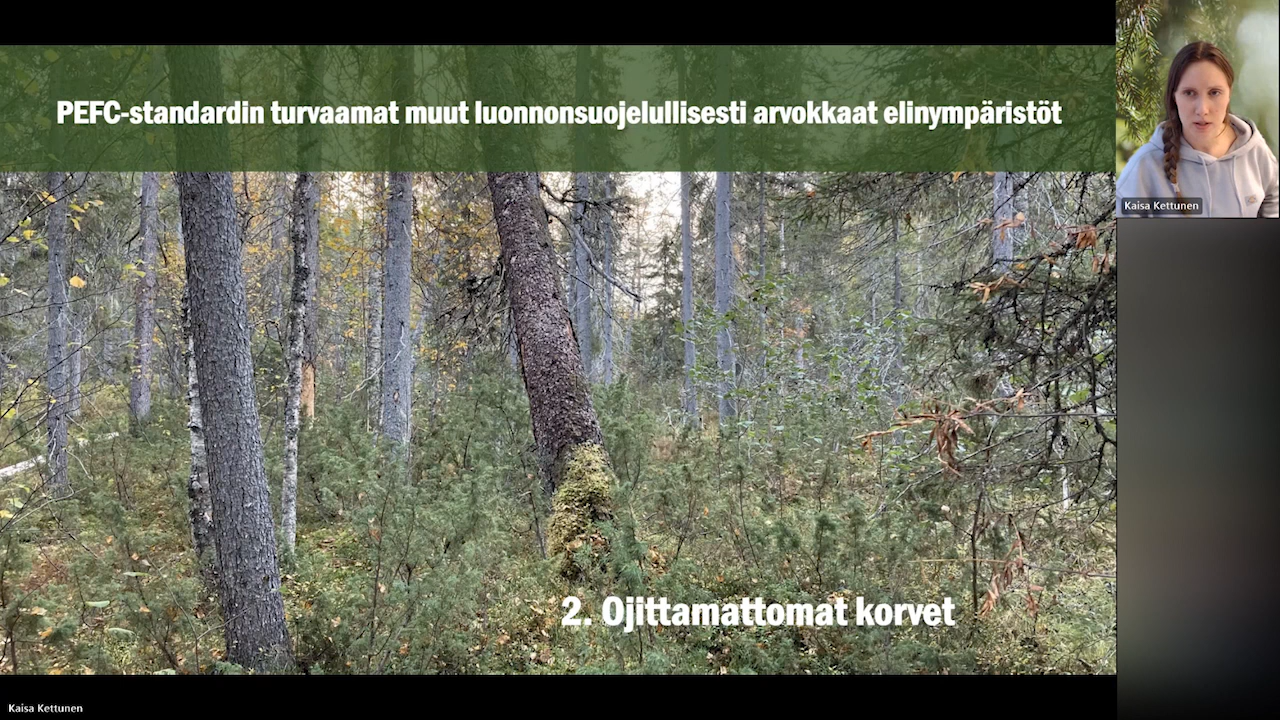 PEFC-standardin turvaamat muut luonnonsuojelullisesti arvokkaat elinympäristöt
Kaisa Kettunen
2. Ojittamattomat korvet
Kaisa Kettunen